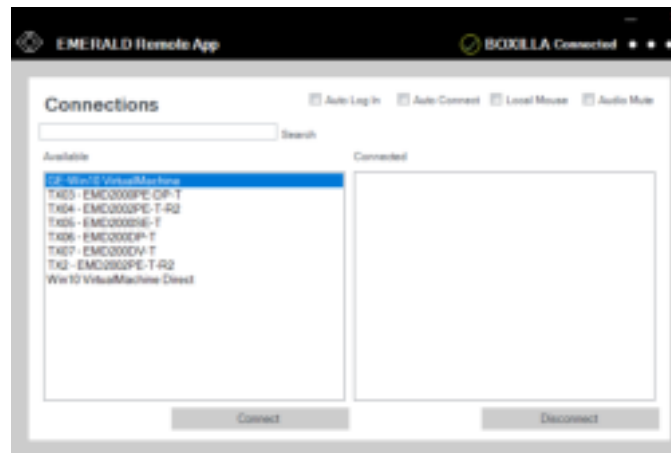 EMERALD Remote App
BOXILLA Connected
Connections
Auto Log In
Auto Connect
Local Mouse
Audio Mute
Search
Available
Connected
GE-Win10 VirtualMachine
TX03 - EMD2000PE-DP-T
TX04 - EMD2002PE-T-R2
TX05 - EMD2000SE-T
TX06 - EMD200DP-T
TX07 - EMD200DV-T
TX2 - EMD2002PE-T-R2
Win10 VirtualMachine Direct
Connect
Disconnect